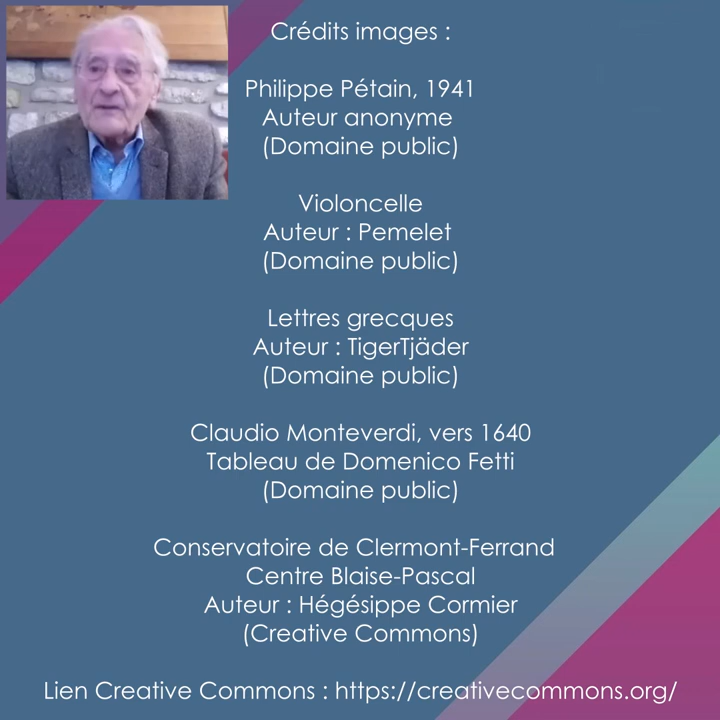 Crédits images :
Philippe Pétain, 1941
Auteur anonyme
(Domaine public)
Violoncelle
Auteur : Pemelet
(Domaine public)
Lettres grecques
Auteur : TigerTjäder
(Domaine public)
Claudio Monteverdi, vers 1640
Tableau de Domenico Fetti
(Domaine public)
Conservatoire de Clermont-Ferrand
Centre Blaise-Pascal
Auteur : Hégésippe Cormier
(Creative Commons)
Lien Creative Commons : https://creativecommons.org/